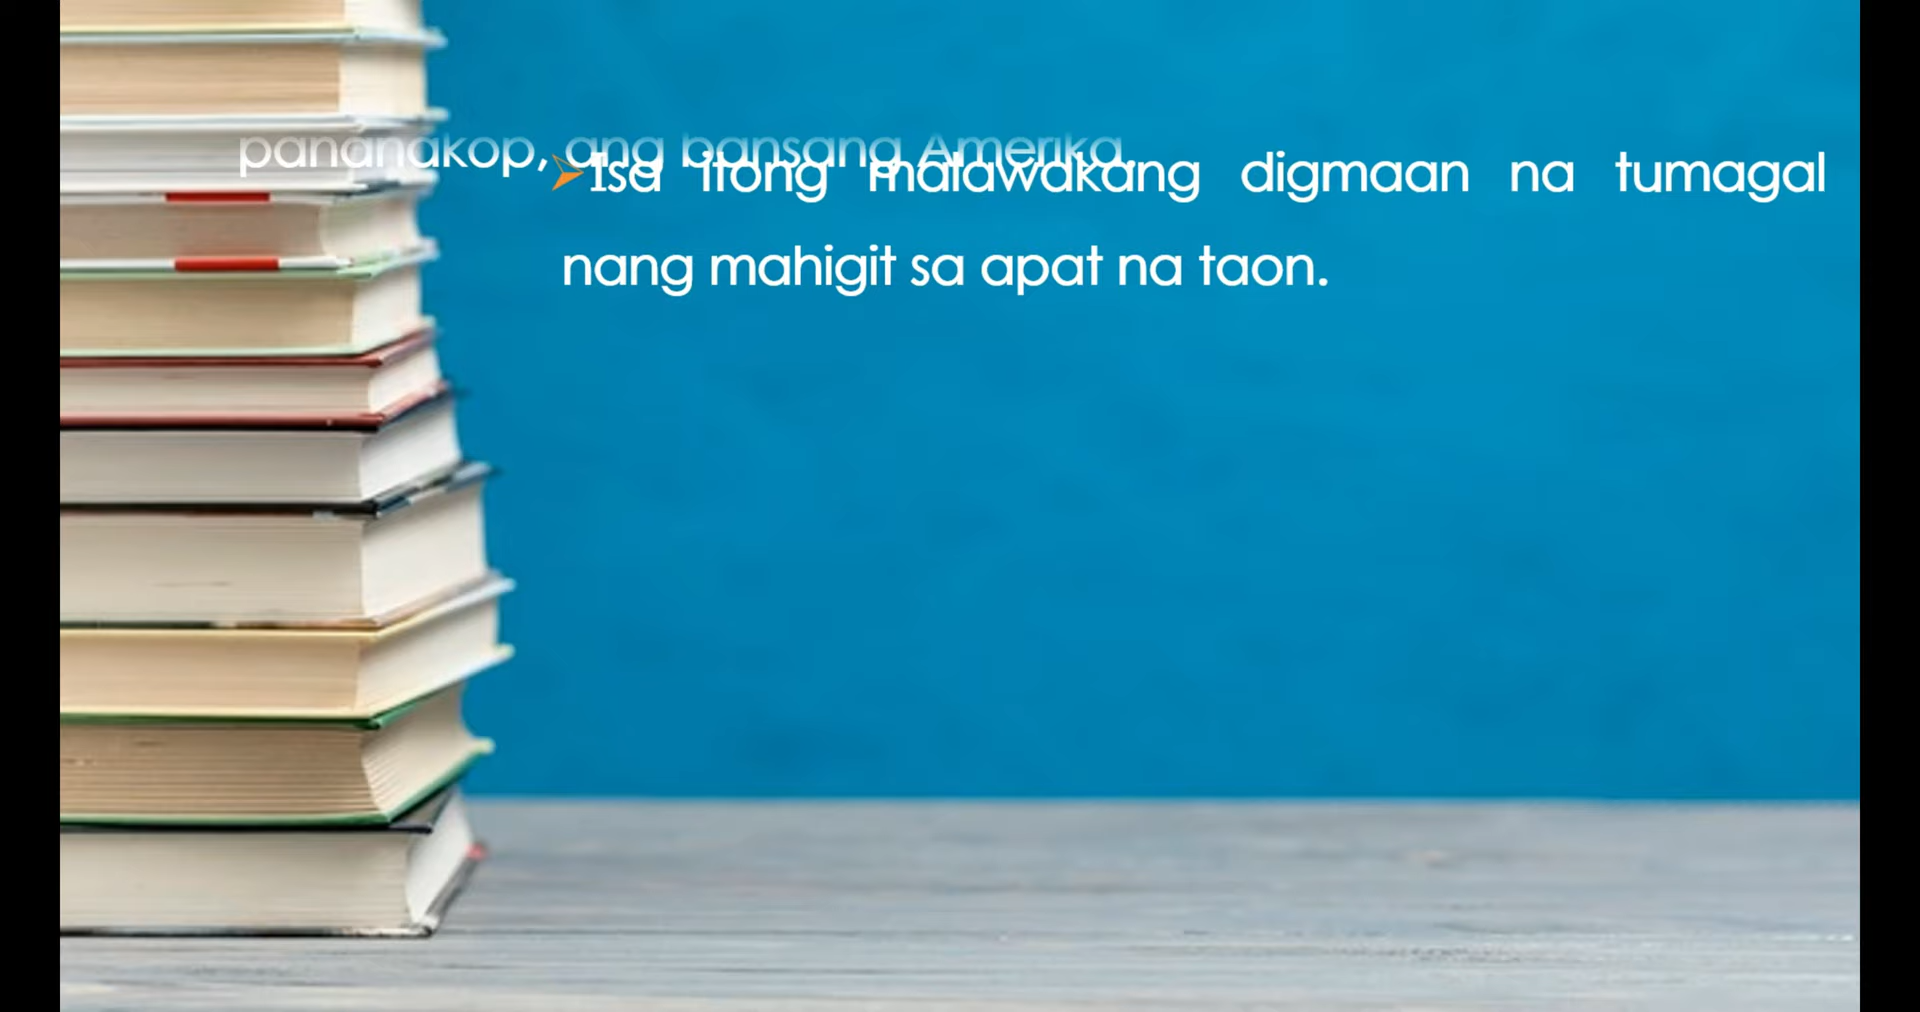 pananakop, ang bansang Amerika.
➢Isa itong malawakang digmaan na tumagal
nang mahigit sa apat na taon.